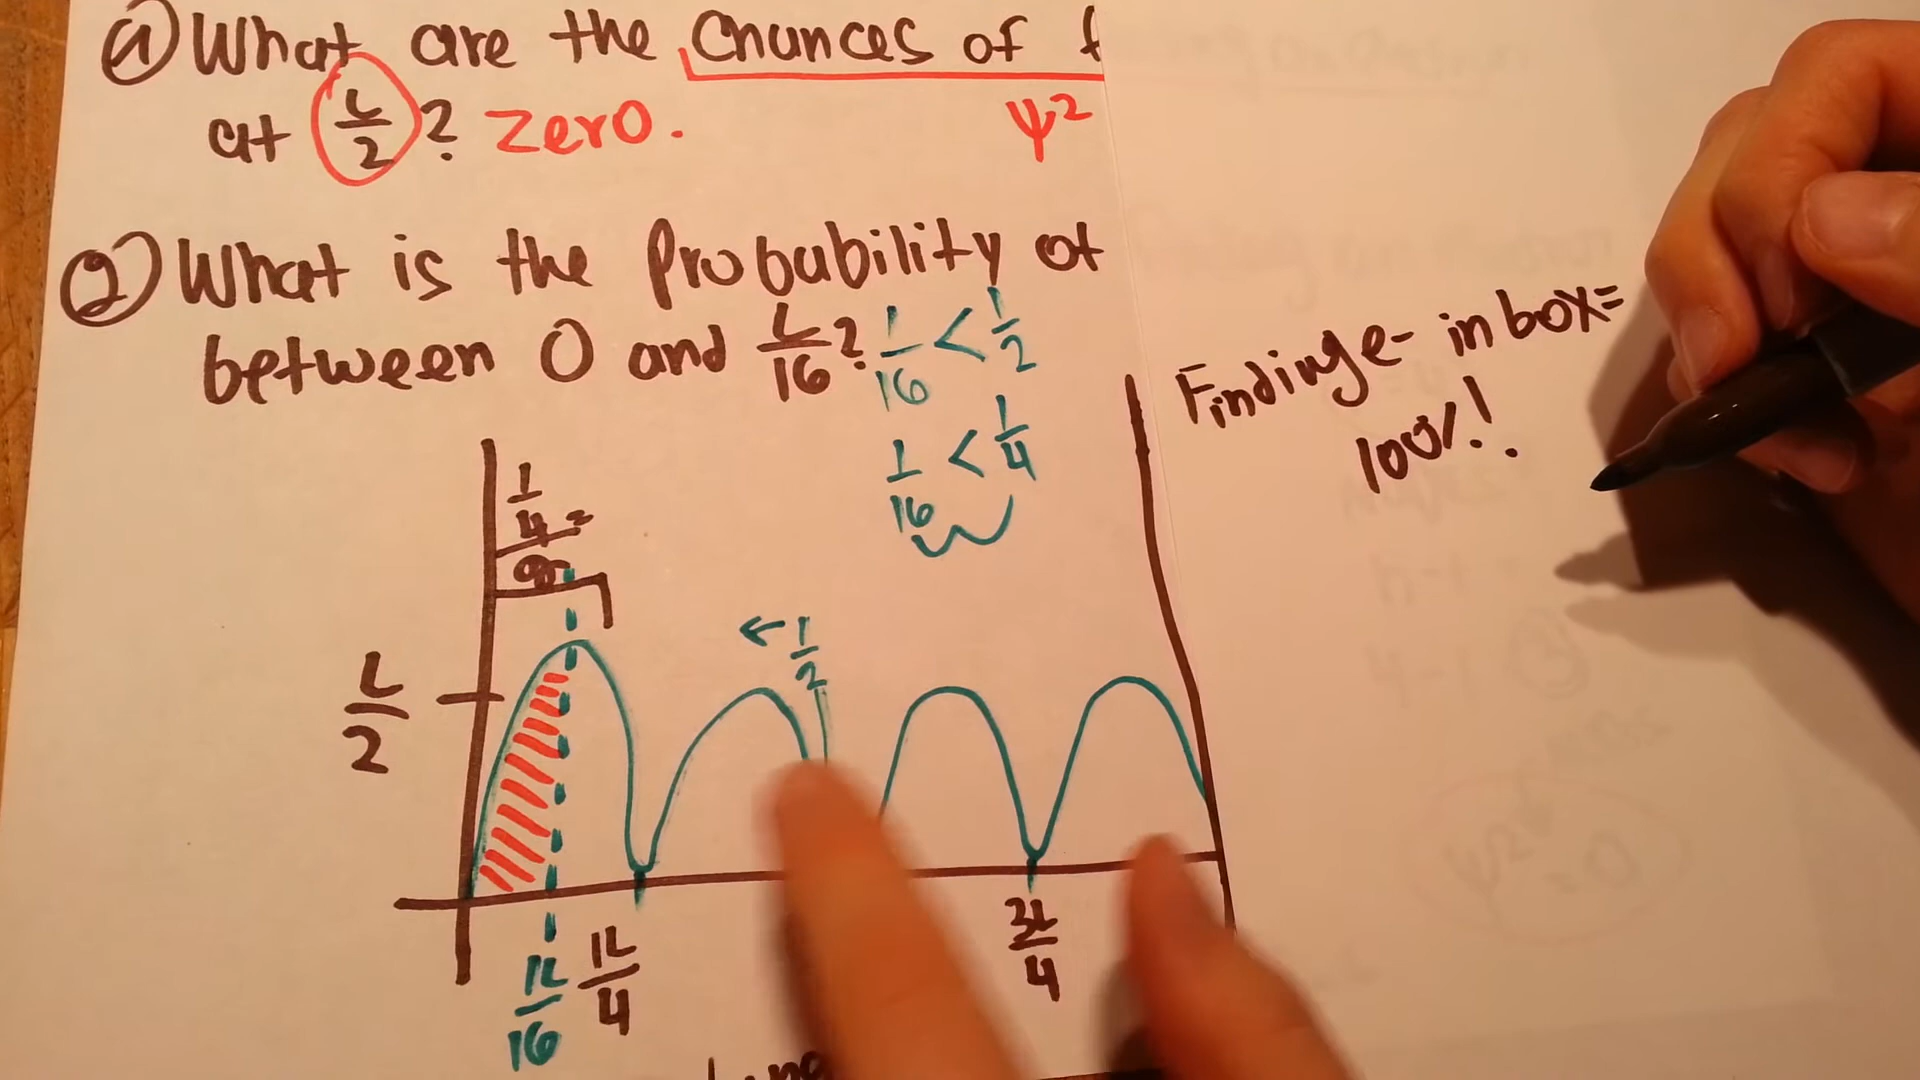 ① What are the chances of f
at L/2? zero. ψ²
② What is the probability of
between 0 and L/16?
1/16 < 1/2
1/16 < 1/4
Finding e- in box=
100%!
1/4
← 1/2
L/2
1L/16
1L/4
3L/4